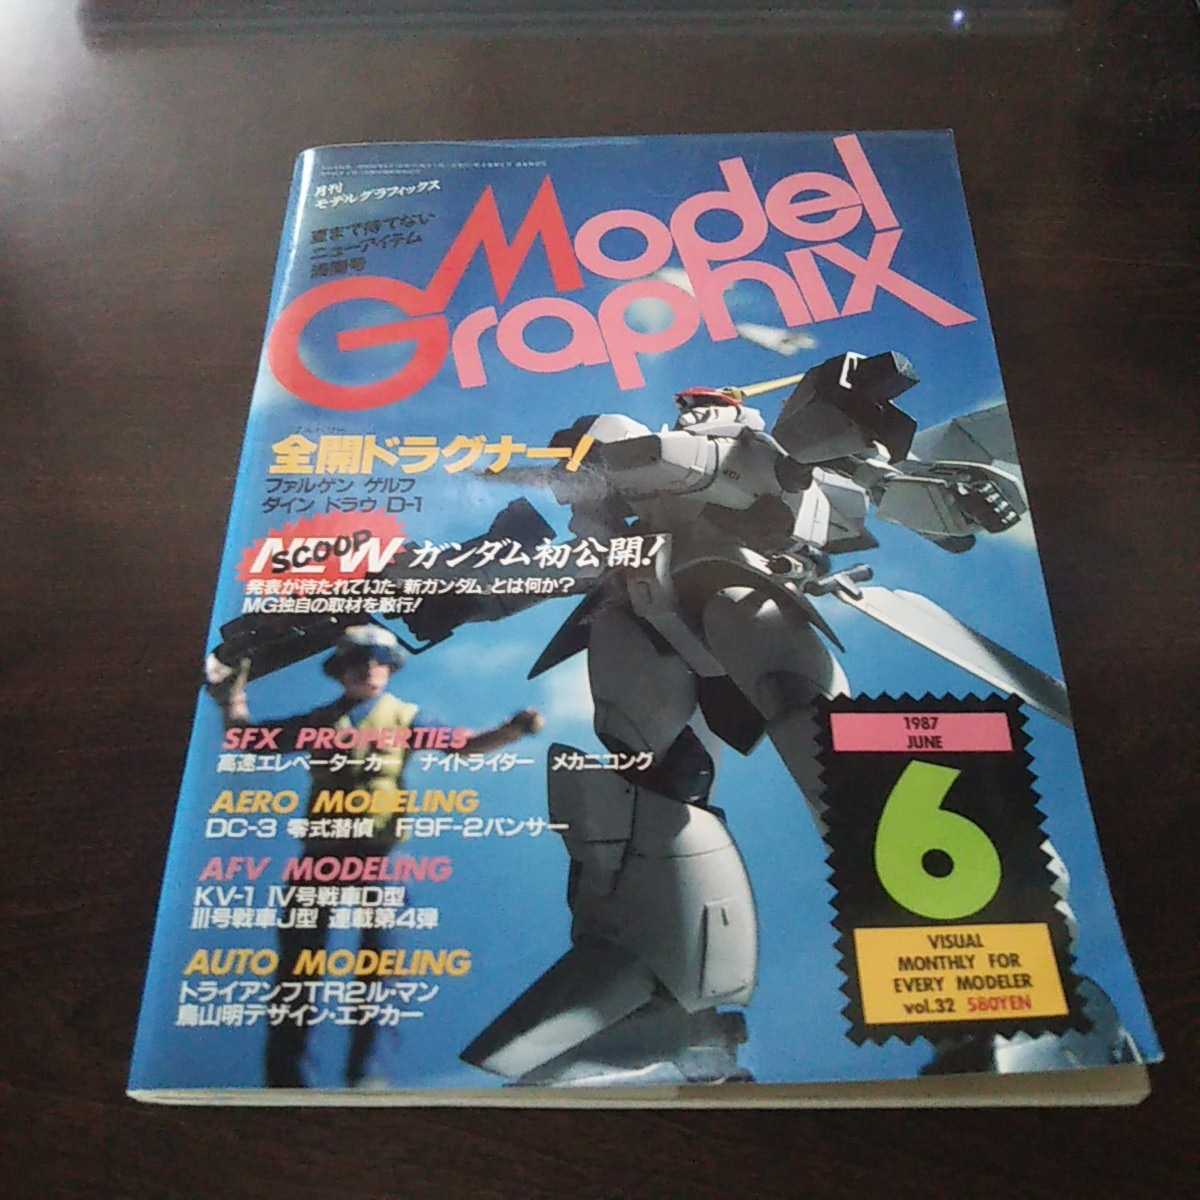 月刊
モデルグラフィックス
夏まで待てない
ニューアイテム
満開号
Model
Graphix
全開ドラグナー!
ファルゲン ゲルフ
ダイン ドラウ D-1
NEW
SCOOP
ガンダム初公開!
発表が待たれていた『新ガンダム』とは何か?
MG独自の取材を敢行!
SFX PROPERTIES
高速エレベーターカー ナイトライダー メカニコング
AERO MODELING
DC-3 零式潜偵 F9F-2パンサー
AFV MODELING
KV-1 IV号戦車D型
III号戦車J型 連載第4弾
AUTO MODELING
トライアンフTR2ル・マン
鳥山明デザイン・エアカー
1987
JUNE
6
VISUAL
MONTHLY FOR
EVERY MODELER
vol.32 580YEN